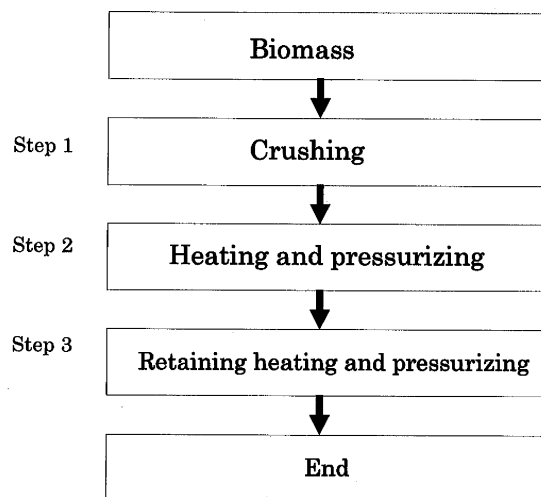 Biomass
Step 1
Crushing
Step 2
Heating and pressurizing
Step 3
Retaining heating and pressurizing
End